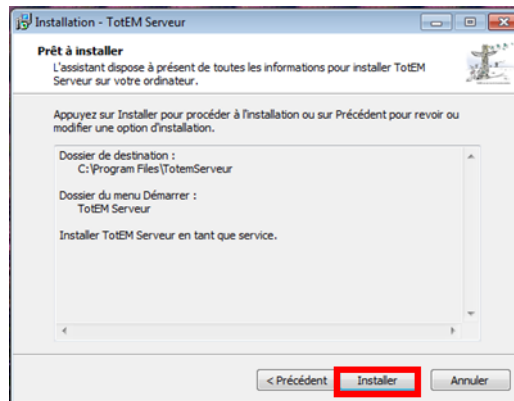 Installation - TotEM Serveur
Prêt à installer
L'assistant dispose à présent de toutes les informations pour installer TotEM
Serveur sur votre ordinateur.
Appuyez sur Installer pour procéder à l'installation ou sur Précédent pour revoir ou
modifier une option d'installation.
Dossier de destination :
C:\Program Files\TotemServeur
Dossier du menu Démarrer :
TotEM Serveur
Installer TotEM Serveur en tant que service.
< Précédent
Installer
Annuler